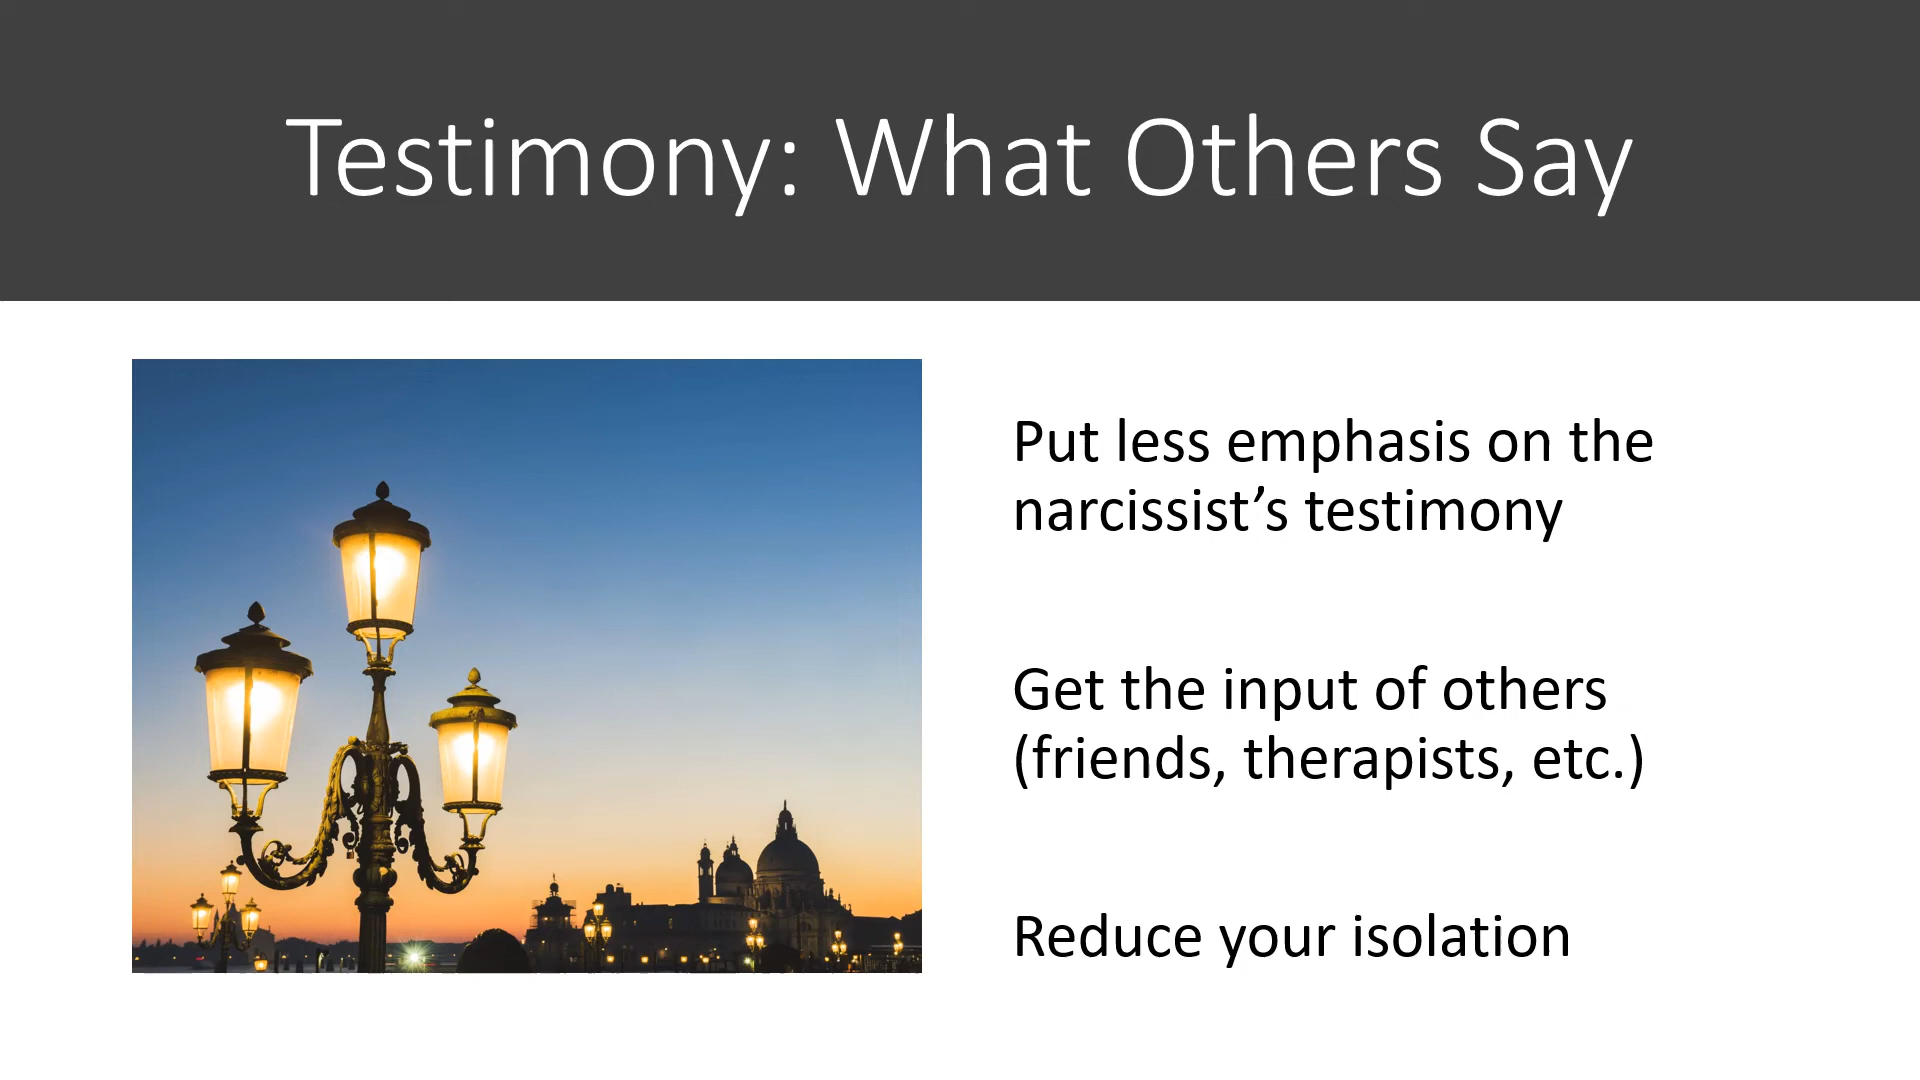 Testimony: What Others Say
Put less emphasis on the
narcissist’s testimony
Get the input of others
(friends, therapists, etc.)
Reduce your isolation